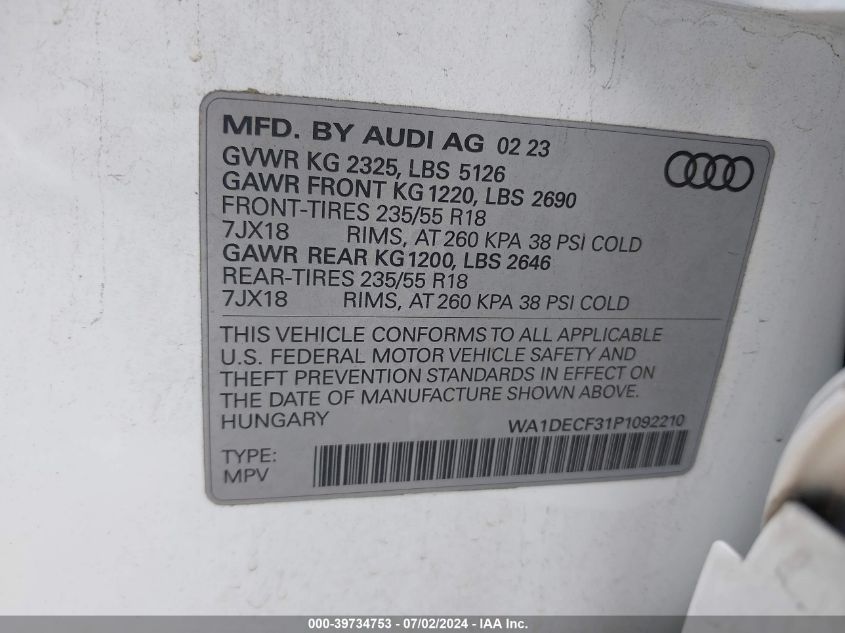 MFD. BY AUDI AG 02 23
GVWR KG 2325, LBS 5126
GAWR FRONT KG 1220, LBS 2690
FRONT-TIRES 235/55 R18
7JX18 RIMS, AT 260 KPA 38 PSI COLD
GAWR REAR KG 1200, LBS 2646
REAR-TIRES 235/55 R18
7JX18 RIMS, AT 260 KPA 38 PSI COLD
THIS VEHICLE CONFORMS TO ALL APPLICABLE
U.S. FEDERAL MOTOR VEHICLE SAFETY AND
THEFT PREVENTION STANDARDS IN EFFECT ON
THE DATE OF MANUFACTURE SHOWN ABOVE.
HUNGARY WA1DECF31P1092210
TYPE:
MPV
000-39734753 - 07/02/2024 - IAA Inc.